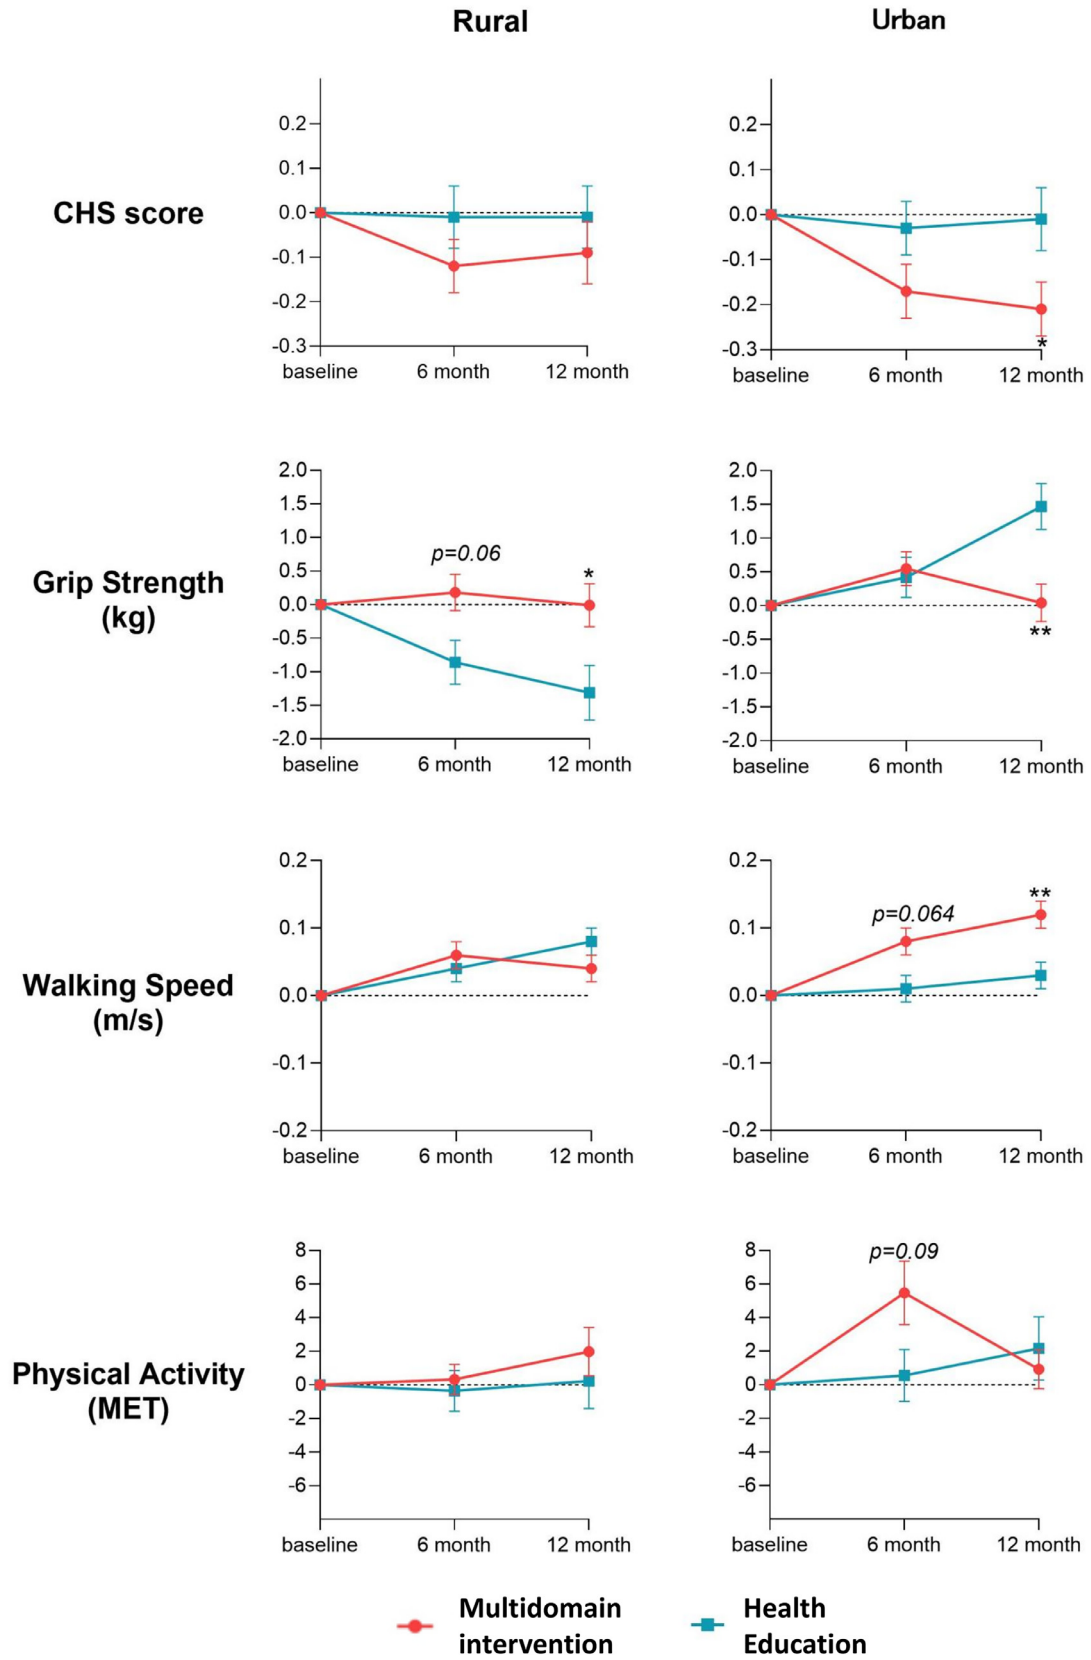 Rural
Urban
CHS score
0.2
0.1
0.0
-0.1
-0.2
-0.3
baseline
6 month
12 month
0.2
0.1
0.0
-0.1
-0.2
-0.3
*
baseline
6 month
12 month
Grip Strength
(kg)
2.0
1.5
1.0
0.5
0.0
-0.5
-1.0
-1.5
-2.0
p=0.06
*
baseline
6 month
12 month
2.0
1.5
1.0
0.5
0.0
-0.5
-1.0
-1.5
-2.0
**
baseline
6 month
12 month
Walking Speed
(m/s)
0.2
0.1
0.0
-0.1
-0.2
baseline
6 month
12 month
0.2
0.1
0.0
-0.1
-0.2
p=0.064
**
baseline
6 month
12 month
Physical Activity
(MET)
8
6
4
2
0
-2
-4
-6
baseline
6 month
12 month
8
6
4
2
0
-2
-4
-6
p=0.09
baseline
6 month
12 month
Multidomain
intervention
Health
Education